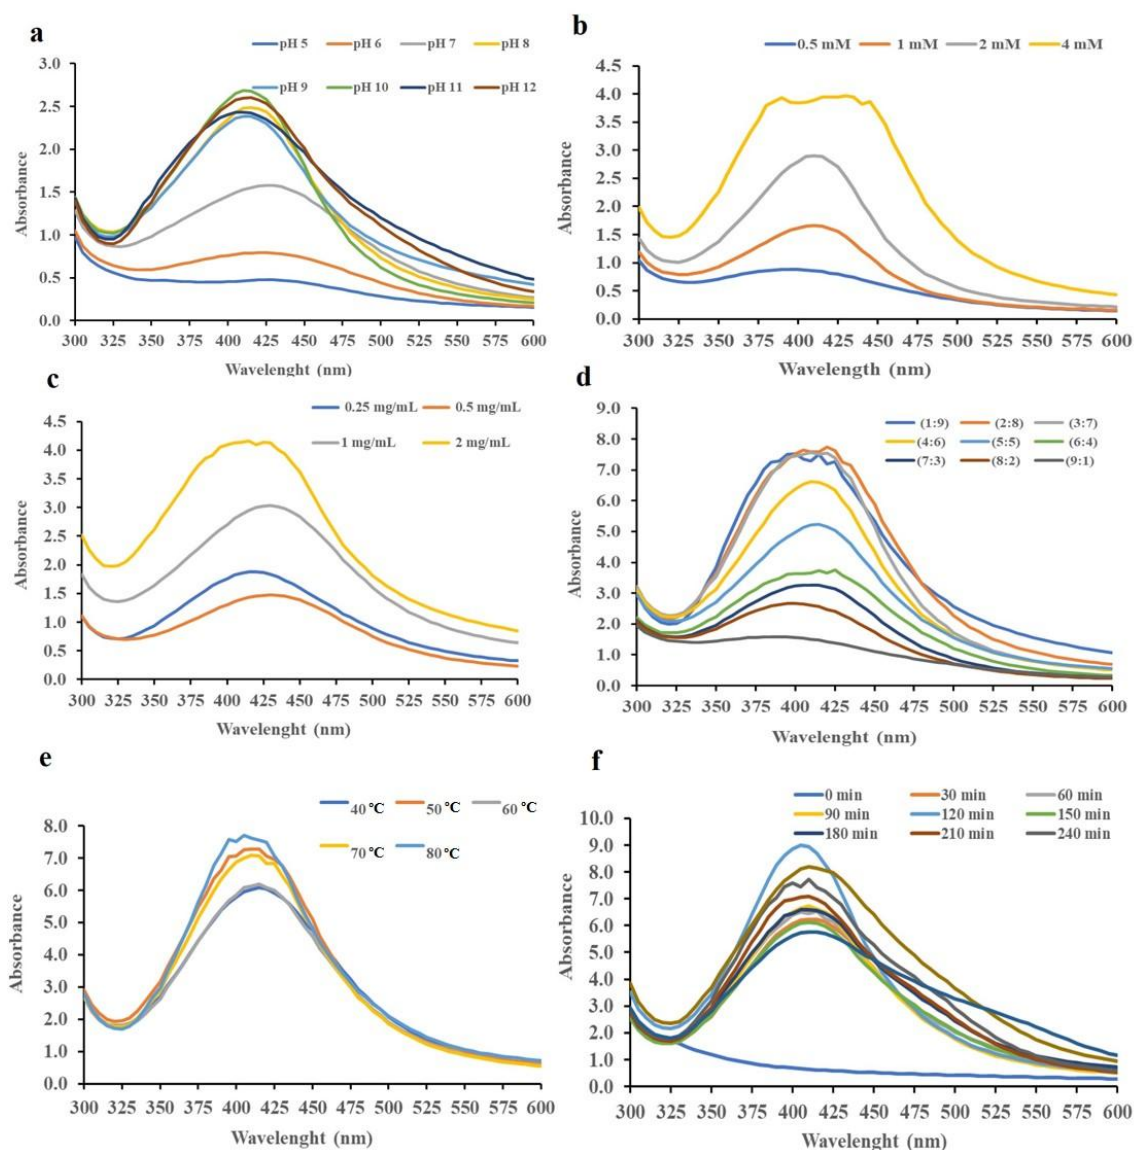 a
pH 5 pH 6 pH 7 pH 8
pH 9 pH 10 pH 11 pH 12
3.0
2.5
2.0
1.5
1.0
0.5
0.0
Absorbance
300 325 350 375 400 425 450 475 500 525 550 575 600
Wavelenght (nm)
b
0.5 mM 1 mM 2 mM 4 mM
4.5
4.0
3.5
3.0
2.5
2.0
1.5
1.0
0.5
0.0
Absorbance
300 325 350 375 400 425 450 475 500 525 550 575 600
Wavelength (nm)
c
0.25 mg/mL 0.5 mg/mL
1 mg/mL 2 mg/mL
4.5
4.0
3.5
3.0
2.5
2.0
1.5
1.0
0.5
0.0
Absorbance
300 325 350 375 400 425 450 475 500 525 550 575 600
Wavelenght (nm)
d
(1:9) (2:8) (3:7)
(4:6) (5:5) (6:4)
(7:3) (8:2) (9:1)
9.0
8.0
7.0
6.0
5.0
4.0
3.0
2.0
1.0
0.0
Absorbance
300 325 350 375 400 425 450 475 500 525 550 575 600
Wavelenght (nm)
e
40 °C 50 °C 60 °C
70 °C 80 °C
8.0
7.0
6.0
5.0
4.0
3.0
2.0
1.0
0.0
Absorbance
300 325 350 375 400 425 450 475 500 525 550 575 600
Wavelenght (nm)
f
0 min 30 min 60 min
90 min 120 min 150 min
180 min 210 min 240 min
10.0
9.0
8.0
7.0
6.0
5.0
4.0
3.0
2.0
1.0
0.0
Absorbance
300 325 350 375 400 425 450 475 500 525 550 575 600
Wavelenght (nm)